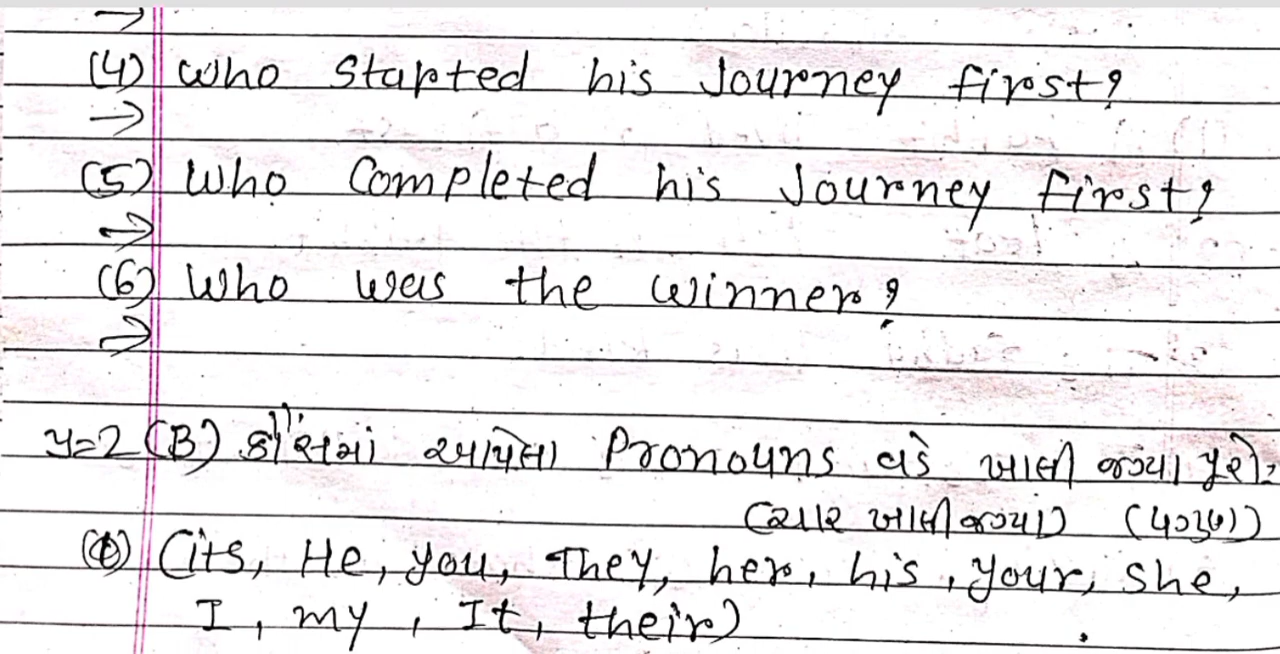 →
(4) Who Started his Journey first?
→
(5) Who Completed his Journey first?
→
(6) Who was the winner?
→
પ્ર=2 (B) કૌંસમાં આપેલા Pronouns વડે ખાલી જગ્યા પુરો:
(ચાર ખાલી જગ્યા)
(1) (its, He, you, They, her, his, your, she,
I, my, It, their)